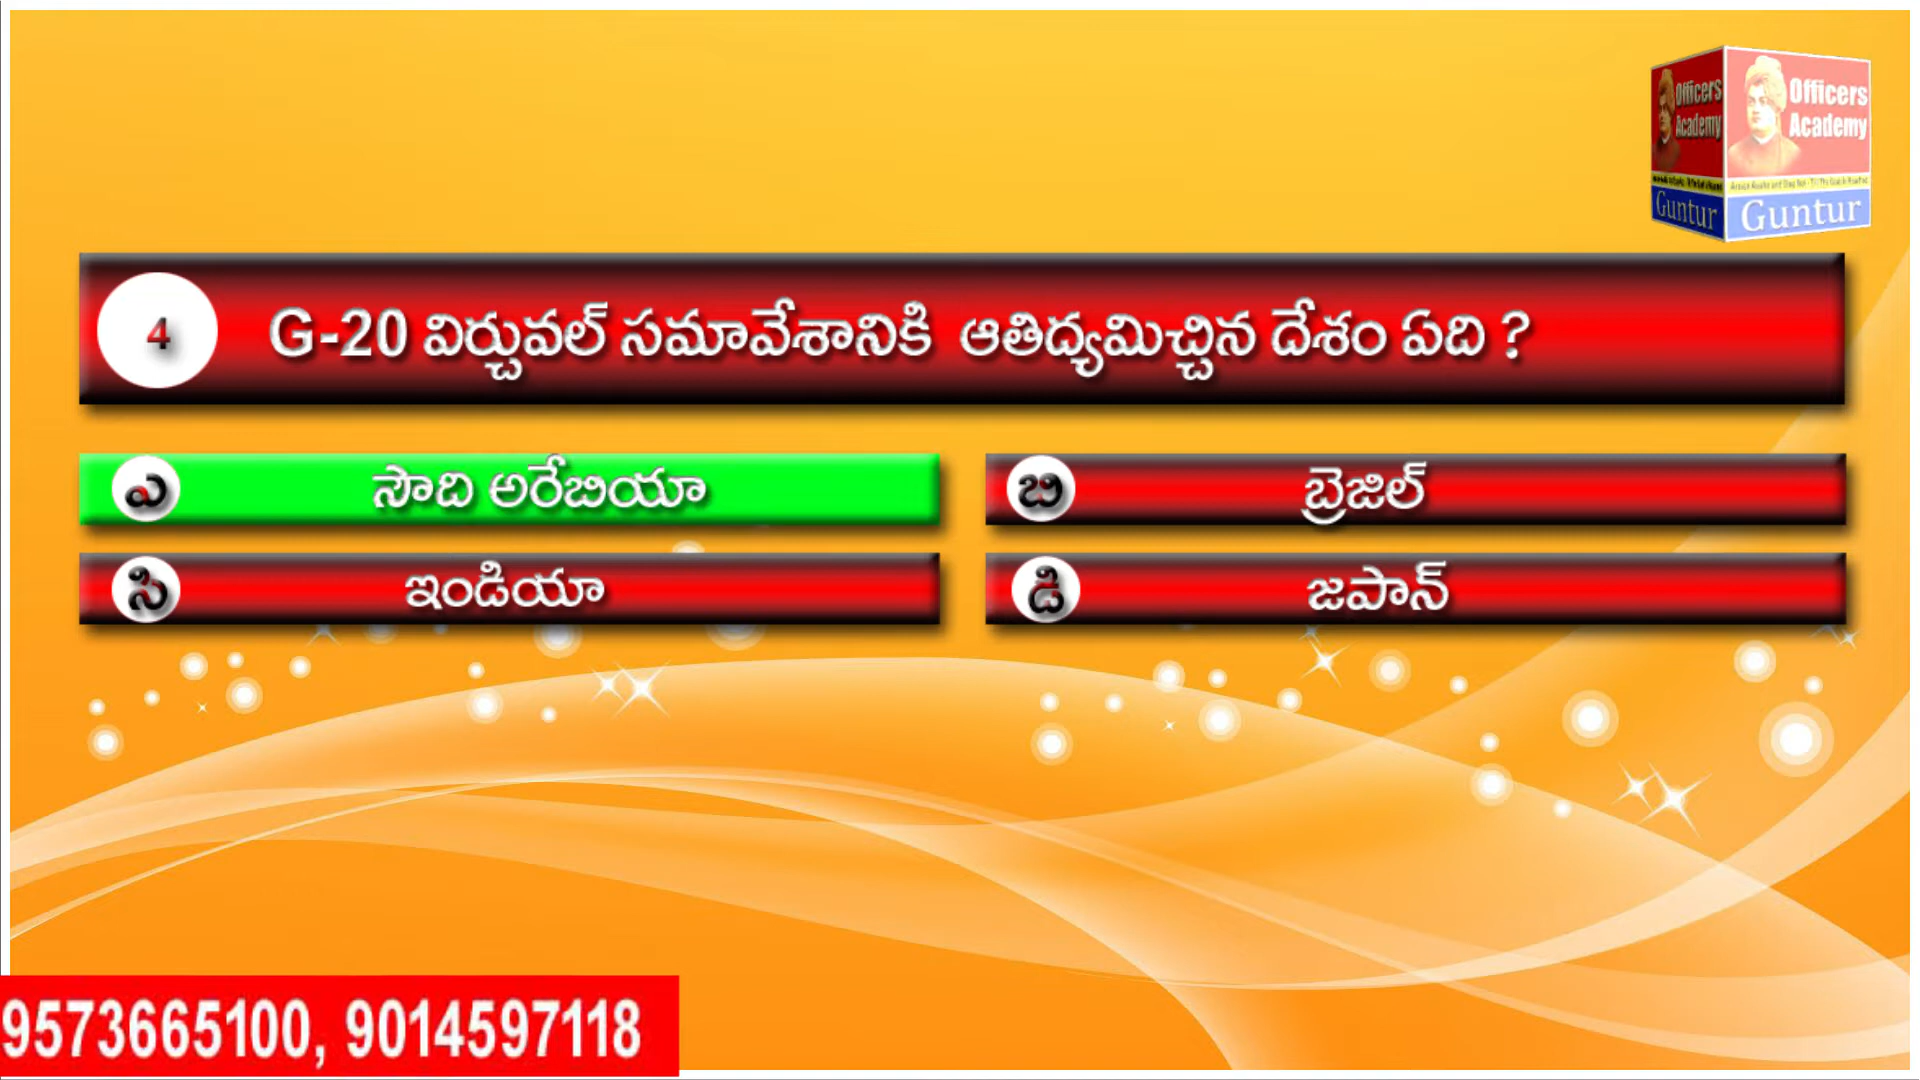 Officers
Academy
Guntur
Officers
Academy
Guntur
4
G-20 విర్చువల్ సమావేశానికి ఆతిద్యమిచ్చిన దేశం ఏది ?
ఎ సౌది అరేబియా
బి బ్రెజిల్
సి ఇండియా
డి జపాన్
9573665100, 9014597118